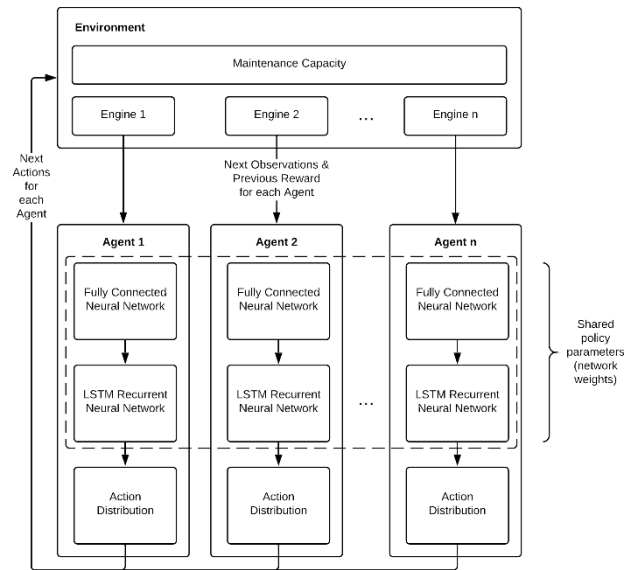 Environment
Maintenance Capacity
Engine 1
Engine 2
...
Engine n
Next
Actions
for
each
Agent
Next Observations &
Previous Reward
for each Agent
Agent 1
Agent 2
Agent n
Fully Connected
Neural Network
Fully Connected
Neural Network
Fully Connected
Neural Network
Shared
policy
parameters
(network
weights)
LSTM Recurrent
Neural Network
LSTM Recurrent
Neural Network
...
LSTM Recurrent
Neural Network
Action
Distribution
Action
Distribution
Action
Distribution